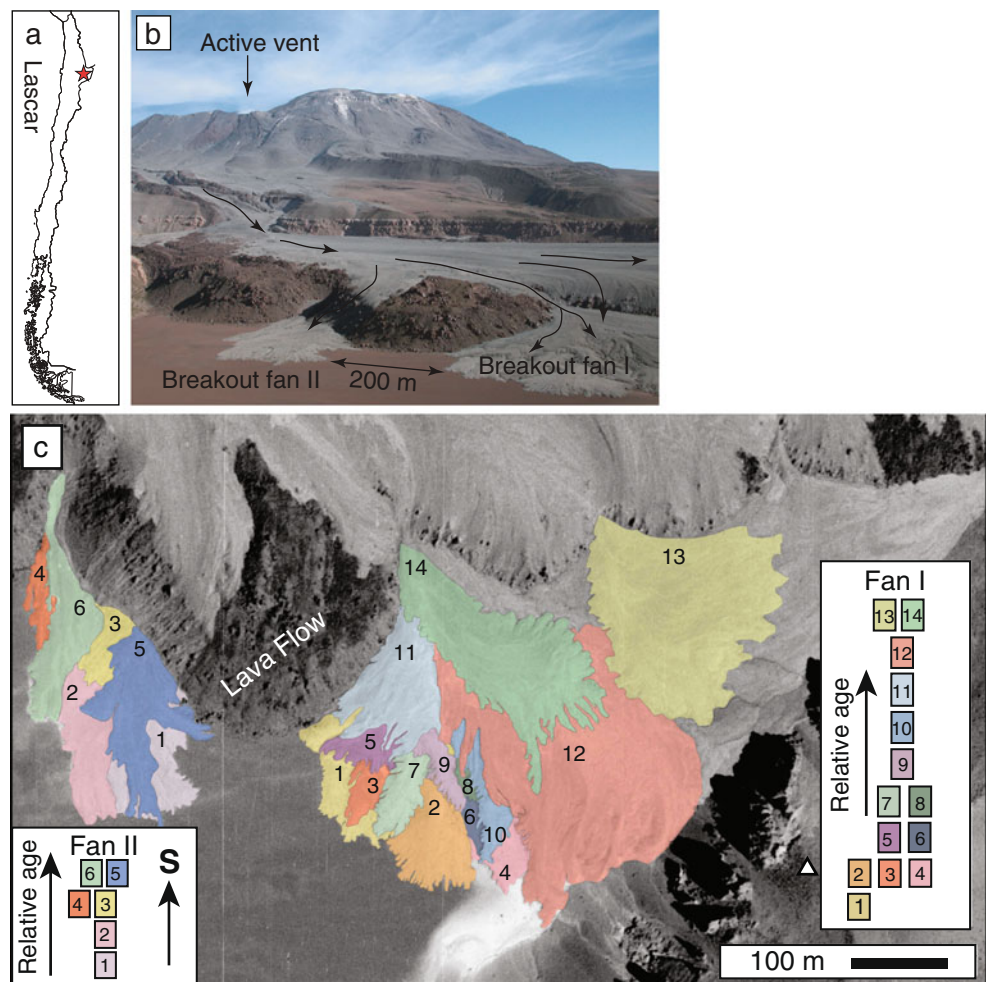 a
Lascar
b
Active vent
Breakout fan I
Breakout fan II
200 m
c
4
6
3
5
2
1
Lava Flow
14
13
11
12
5
1
3
7
9
2
8
6
10
4
Fan II
Relative age
6 5
4 3
2
1
S
Fan I
Relative age
13 14
12
11
10
9
7 8
5 6
2 3 4
1
100 m